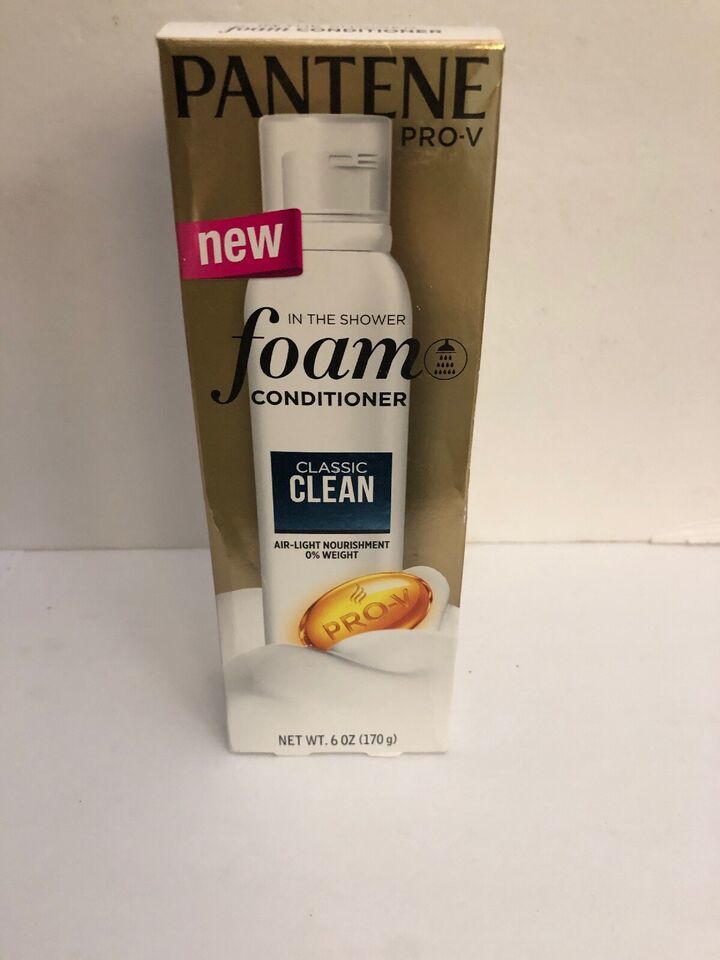 foam CONDITIONER
PANTENE
PRO-V
new
IN THE SHOWER
foam
CONDITIONER
CLASSIC
CLEAN
AIR-LIGHT NOURISHMENT
0% WEIGHT
PRO-V
NET WT. 6 OZ (170 g)